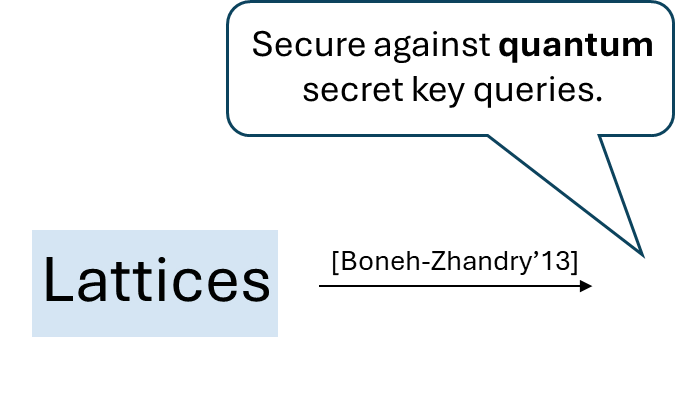 Secure against quantum
secret key queries.
[Boneh-Zhandry’13]
Lattices